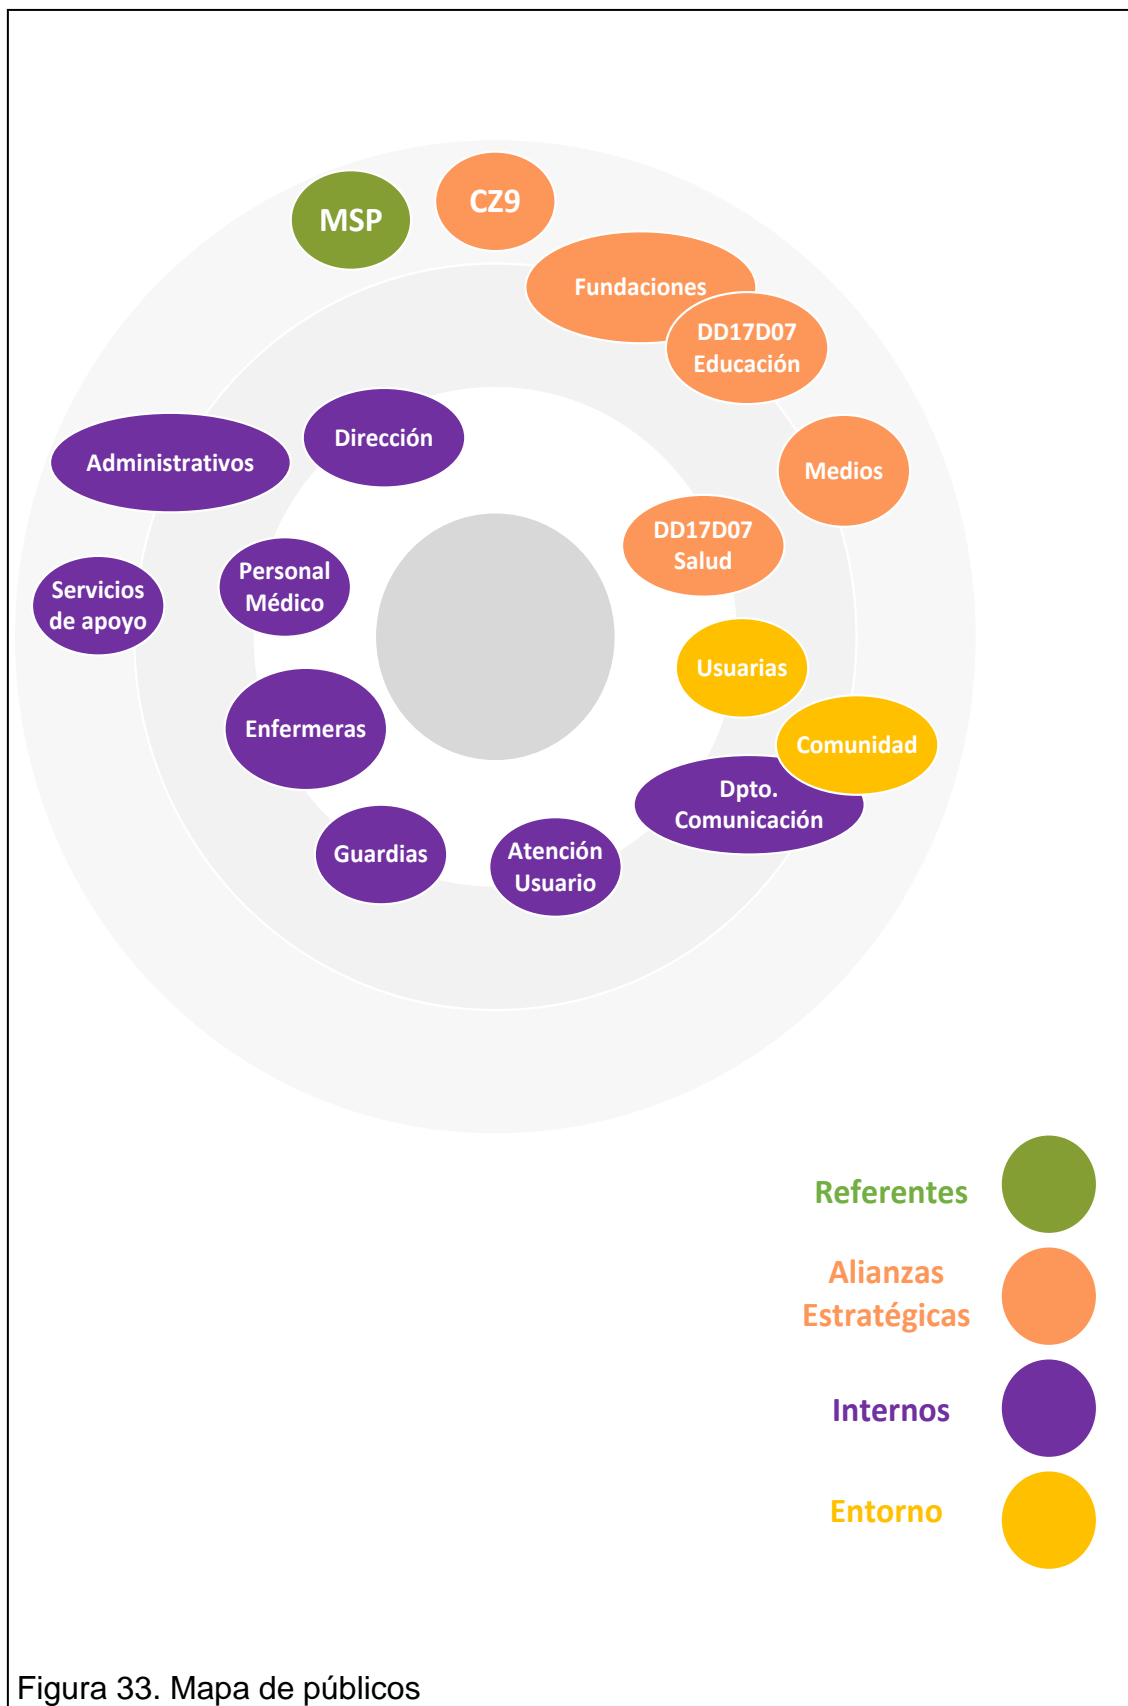 MSP
CZ9
Fundaciones
DD17D07
Educación
Dirección
Administrativos
Medios
DD17D07
Salud
Personal
Médico
Servicios
de apoyo
Usuarias
Enfermeras
Comunidad
Dpto.
Comunicación
Guardias
Atención
Usuario
Referentes
Alianzas
Estratégicas
Internos
Entorno
Figura 33. Mapa de públicos